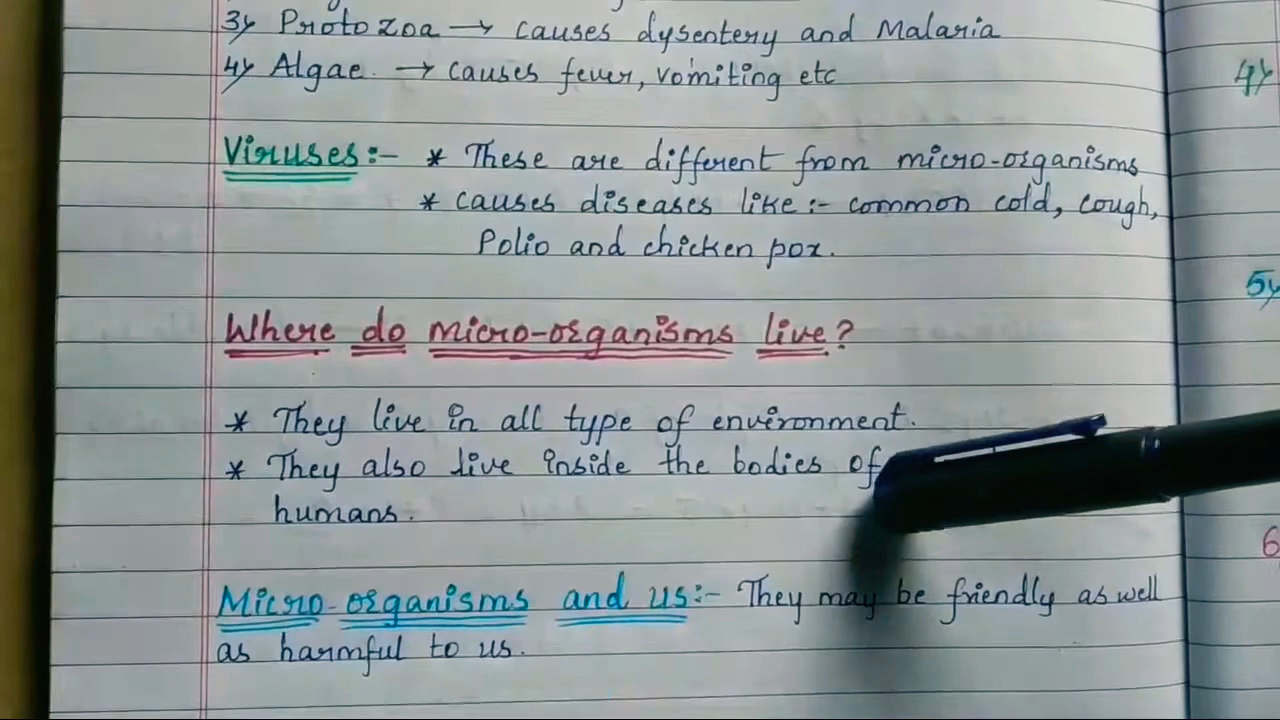 3) Protozoa → causes dysentery and Malaria
4) Algae. → causes fever, vomiting etc
4)
Viruses:- * These are different from micro-organisms
* causes diseases like:- common cold, cough,
Polio and chicken pox.
5)
Where do micro-organisms live?
* They live in all type of environment.
* They also live inside the bodies of
humans.
6
Micro-organisms and us:- They may be friendly as well
as harmful to us.